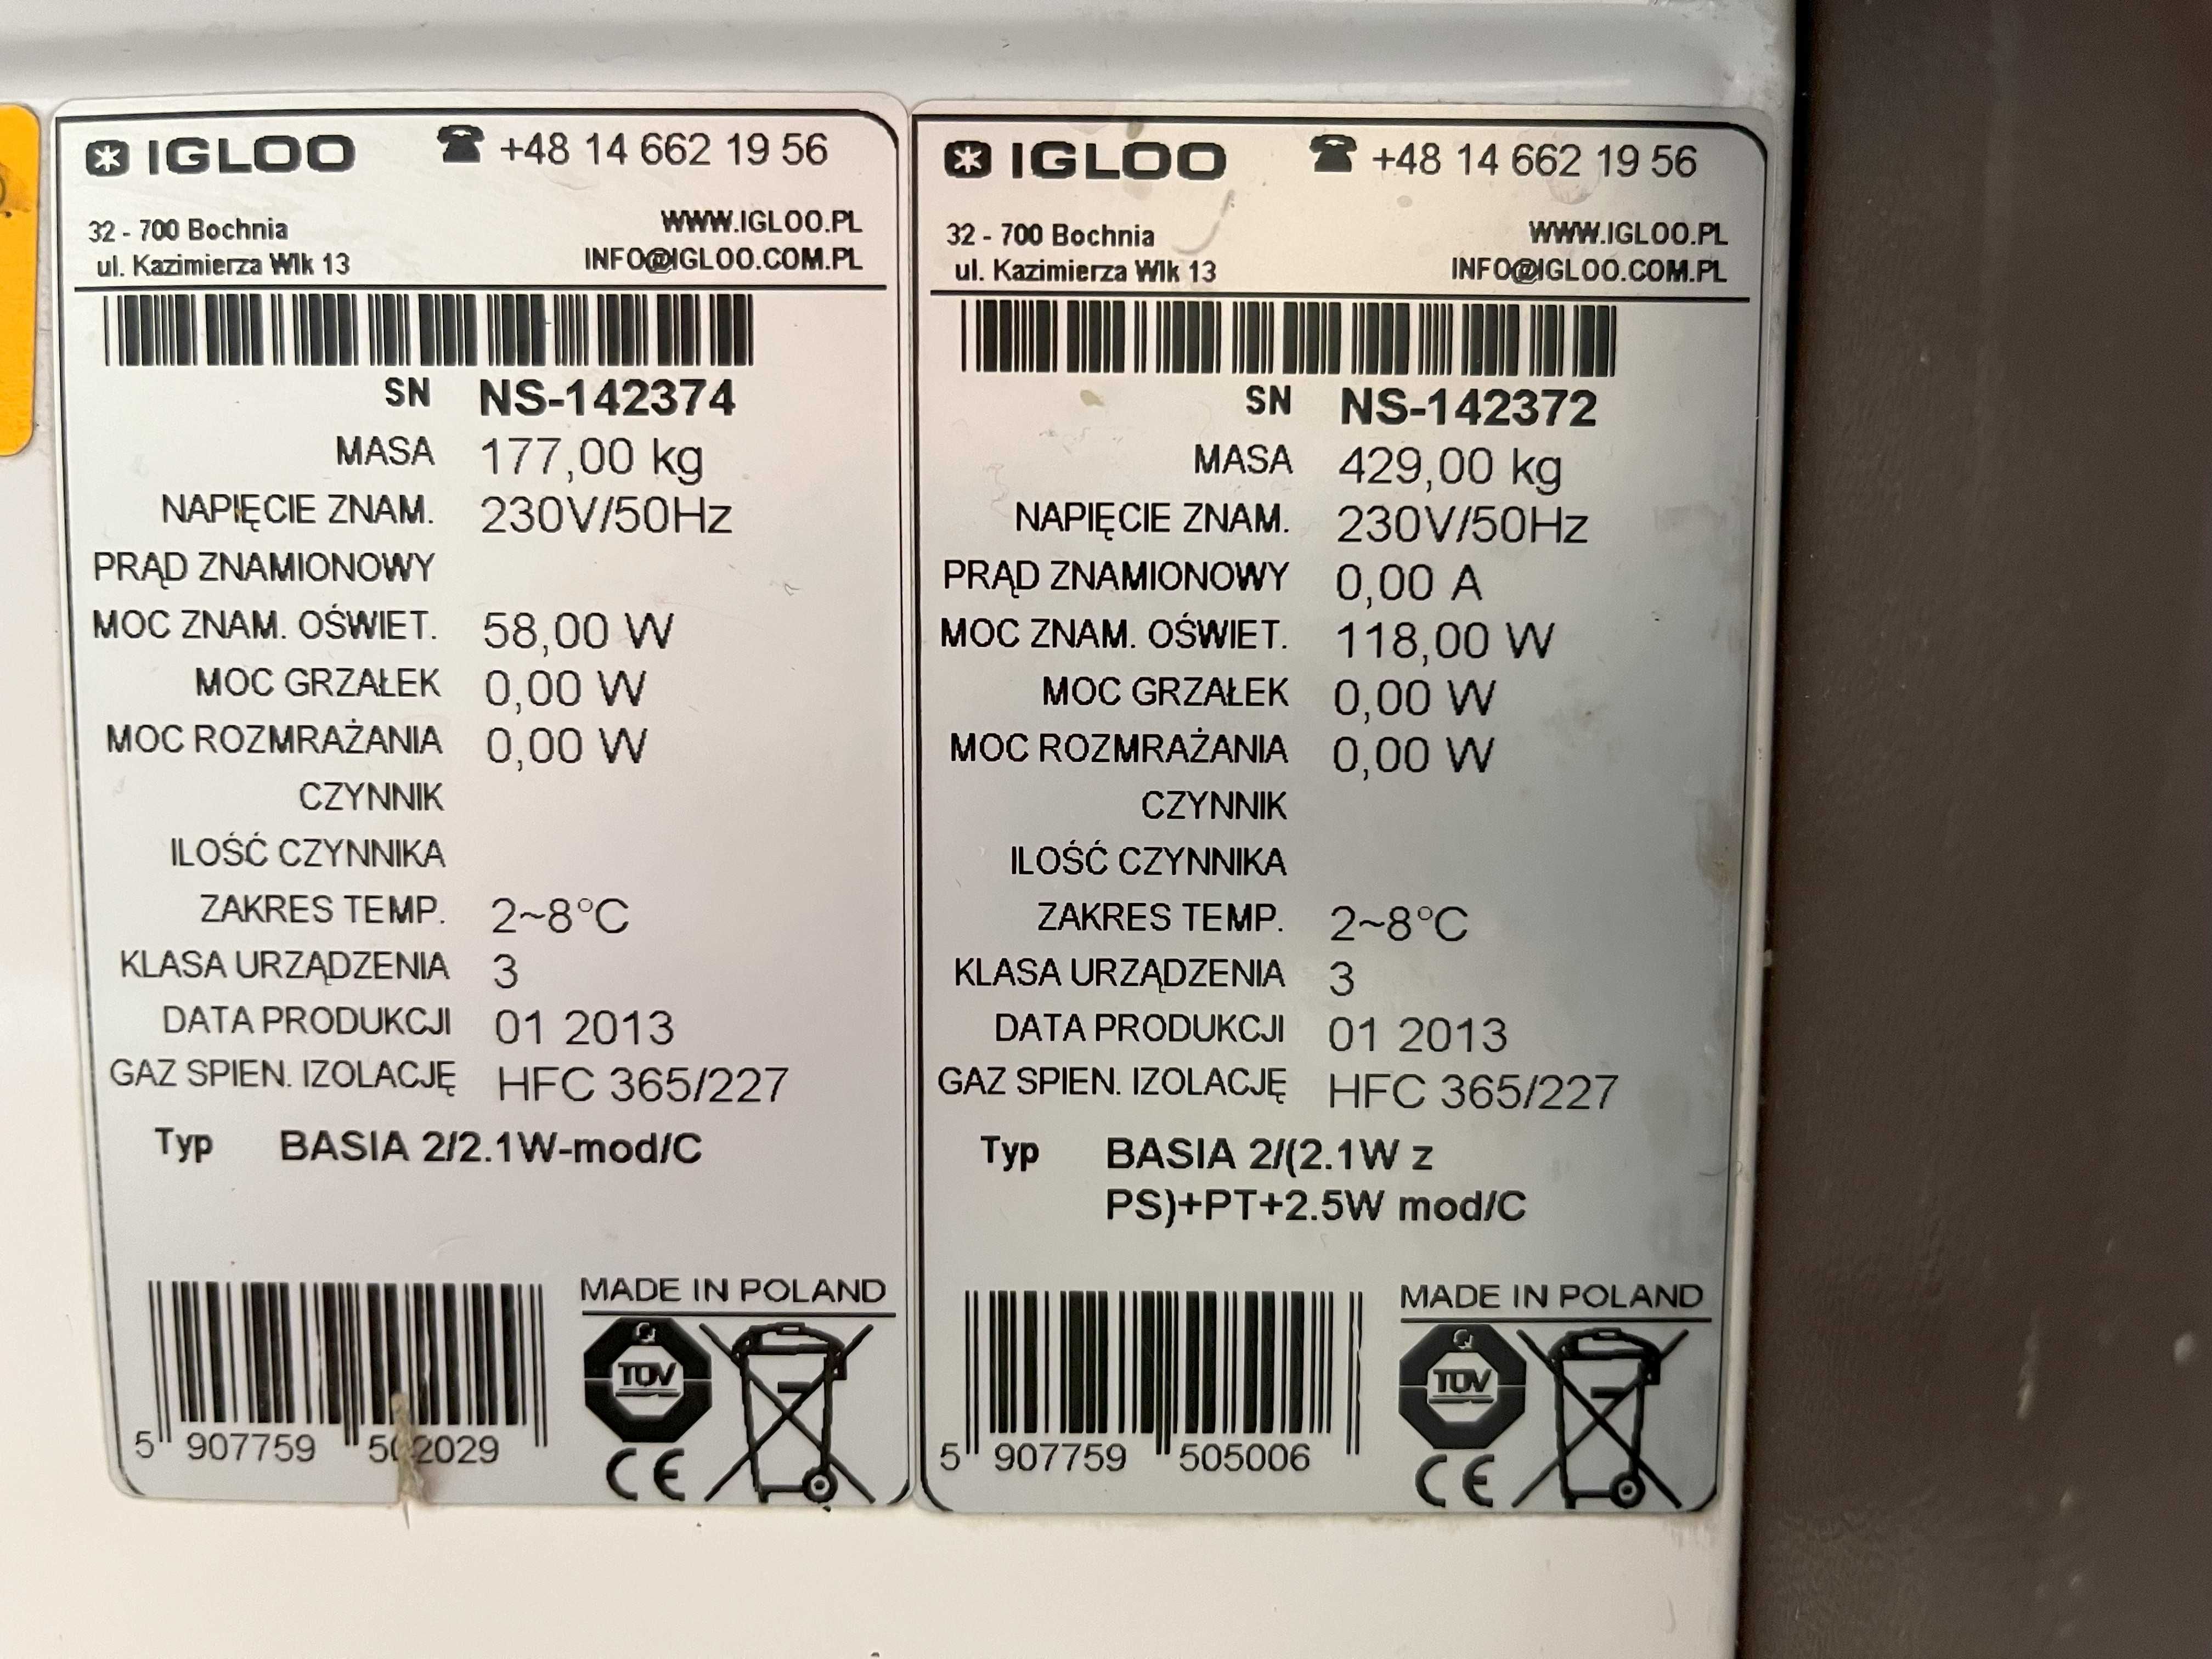 IGLOO +48 14 662 19 56
32 - 700 Bochnia WWW.IGLOO.PL
ul. Kazimierza Wlk 13 INFO@IGLOO.COM.PL
SN NS-142374
MASA 177,00 kg
NAPIĘCIE ZNAM. 230V/50Hz
PRĄD ZNAMIONOWY
MOC ZNAM. OŚWIET. 58,00 W
MOC GRZAŁEK 0,00 W
MOC ROZMRAŻANIA 0,00 W
CZYNNIK
ILOŚĆ CZYNNIKA
ZAKRES TEMP. 2~8°C
KLASA URZĄDZENIA 3
DATA PRODUKCJI 01 2013
GAZ SPIEN. IZOLACJĘ HFC 365/227
Typ BASIA 2/2.1W-mod/C
MADE IN POLAND
TÜV
CE
5 907759 502029
IGLOO +48 14 662 19 56
32 - 700 Bochnia WWW.IGLOO.PL
ul. Kazimierza Wlk 13 INFO@IGLOO.COM.PL
SN NS-142372
MASA 429,00 kg
NAPIĘCIE ZNAM. 230V/50Hz
PRĄD ZNAMIONOWY 0,00 A
MOC ZNAM. OŚWIET. 118,00 W
MOC GRZAŁEK 0,00 W
MOC ROZMRAŻANIA 0,00 W
CZYNNIK
ILOŚĆ CZYNNIKA
ZAKRES TEMP. 2~8°C
KLASA URZĄDZENIA 3
DATA PRODUKCJI 01 2013
GAZ SPIEN. IZOLACJĘ HFC 365/227
Typ BASIA 2/(2.1W z
PS)+PT+2.5W mod/C
MADE IN POLAND
TÜV
CE
5 907759 505006